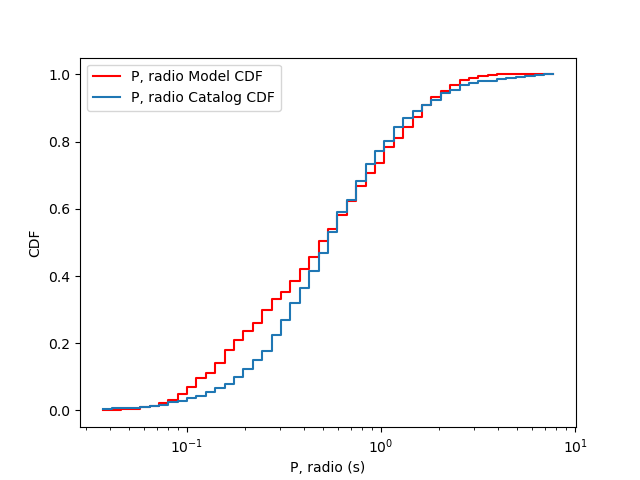 P, radio Model CDF
P, radio Catalog CDF
1.0
0.8
0.6
0.4
0.2
0.0
CDF
10⁻¹ 10⁰ 10¹
P, radio (s)